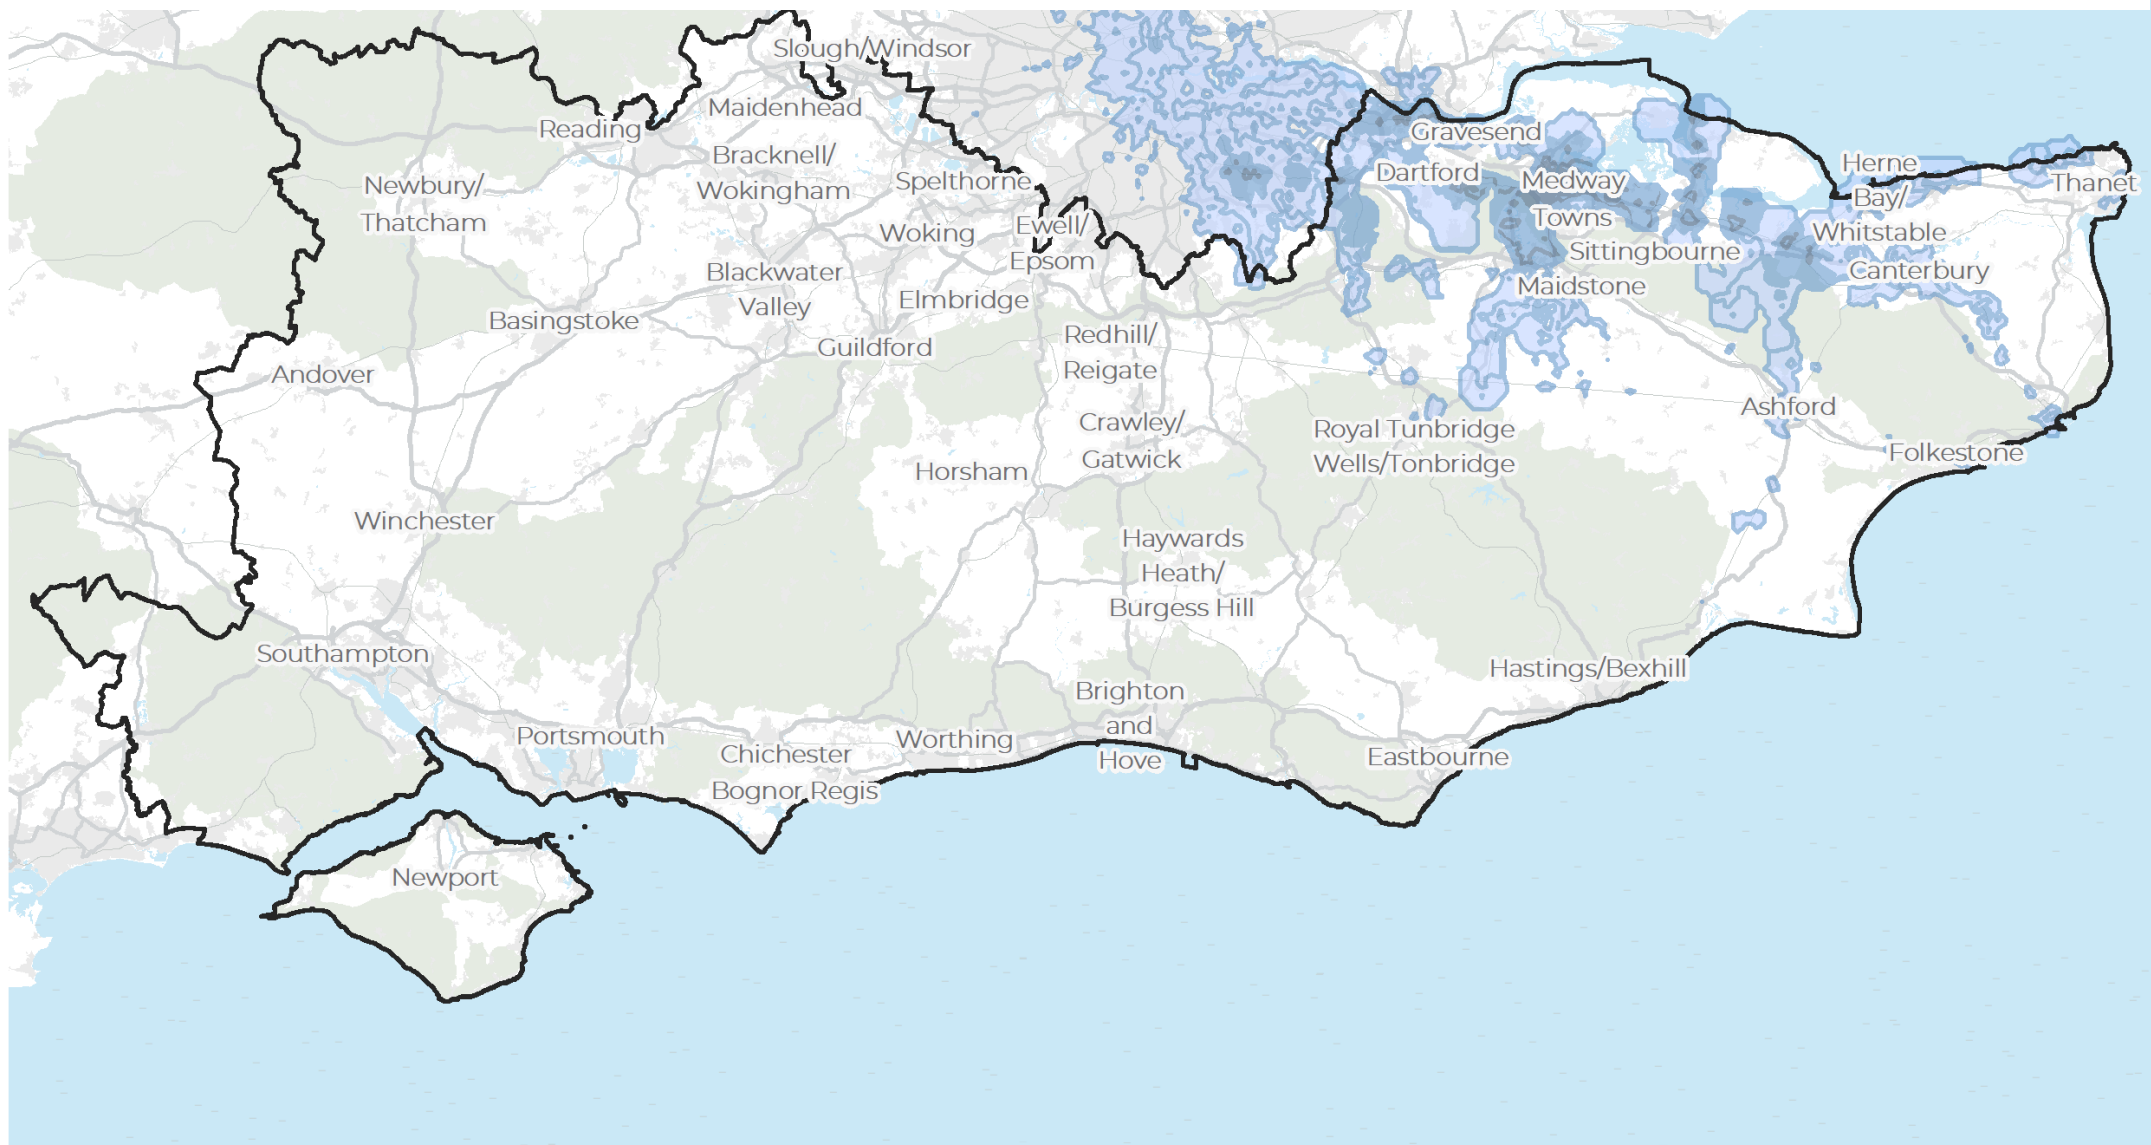 Slough/Windsor
Maidenhead
Reading
Bracknell/
Wokingham
Newbury/
Thatcham
Spelthorne
Woking
Ewell/
Epsom
Blackwater
Valley
Elmbridge
Basingstoke
Guildford
Andover
Redhill/
Reigate
Gravesend
Dartford
Medway
Towns
Sittingbourne
Maidstone
Herne
Bay/
Whitstable
Thanet
Canterbury
Ashford
Folkestone
Royal Tunbridge
Wells/Tonbridge
Crawley/
Gatwick
Horsham
Winchester
Haywards
Heath/
Burgess Hill
Southampton
Hastings/Bexhill
Brighton
and
Hove
Portsmouth
Chichester
Bognor Regis
Worthing
Eastbourne
Newport